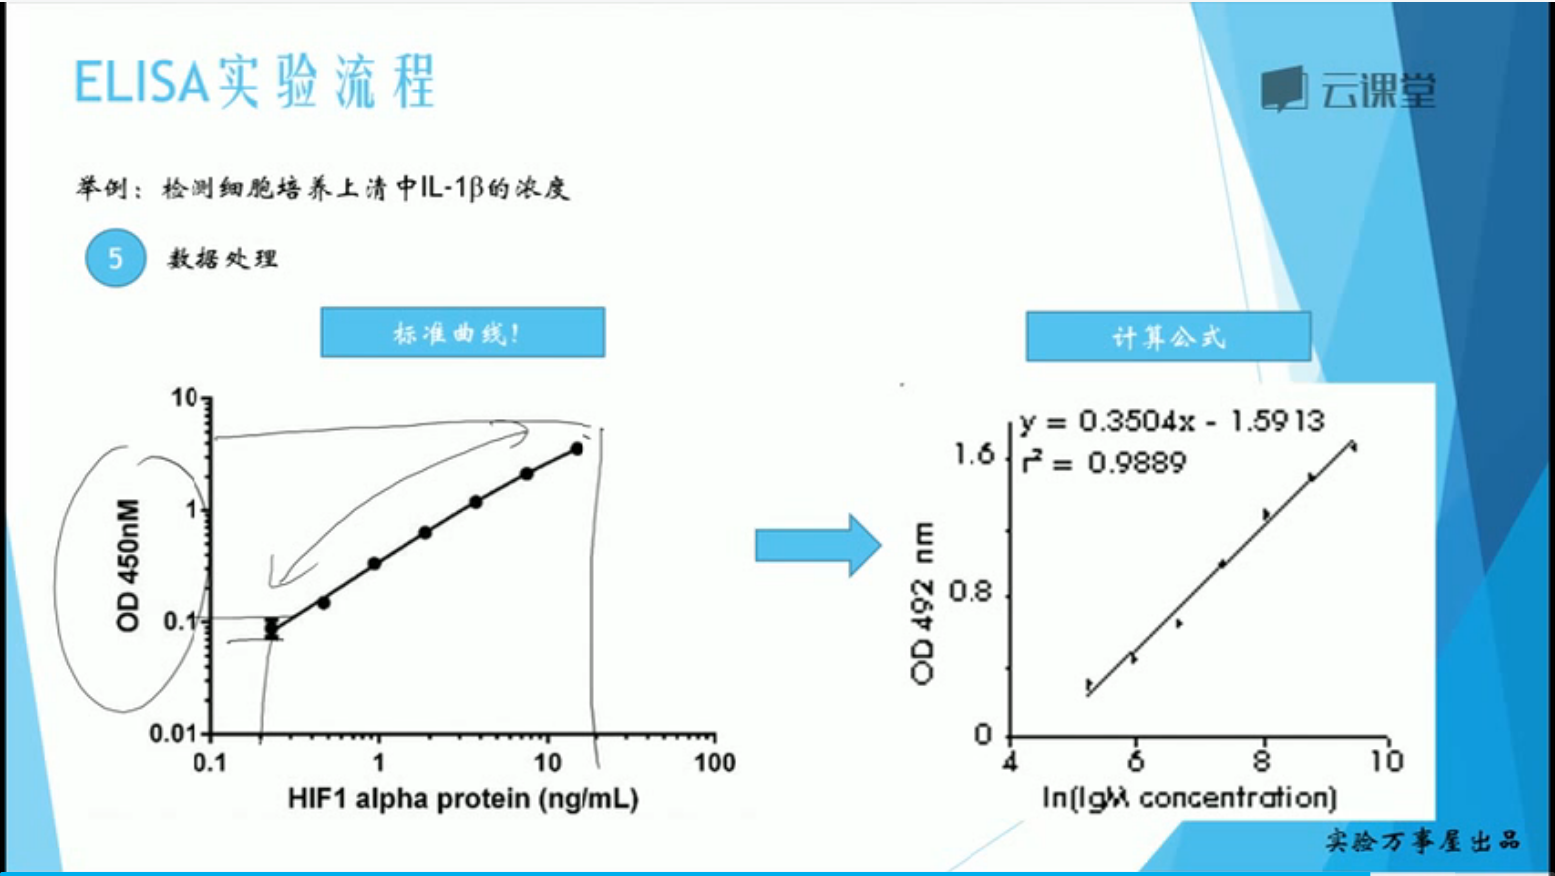 ELISA实验流程
云课堂
举例：检测细胞培养上清中IL-1β的浓度
5 数据处理
标准曲线！
10
1
0.1
0.01
OD 450nM
0.1 1 10 100
HIF1 alpha protein (ng/mL)
计算公式
y = 0.3504x - 1.5913
r² = 0.9889
1.6
0.8
0
OD 492 nm
4 6 8 10
ln(IgM concentration)
实验万事屋出品